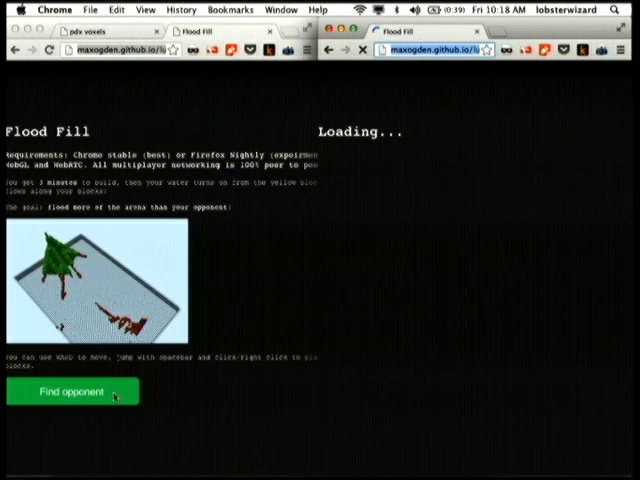 Chrome File Edit View History Bookmarks Window Help (0:39) Fri 10:18 AM lobsterwizard
pdx voxels
Flood Fill
Flood Fill
maxogden.github.io/lu
maxogden.github.io/lu
Flood Fill
Loading...
Requirements: Chrome stable (best) or Firefox Nightly
WebGL and WebRTC. All multiplayer networking is 100% peer to
You get 3 minutes to build, then your water turns on from the yellow
flows along your blocks!
The goal: flood more of the arena than your opponent!
You can use WASD to move, jump with spacebar and click/right click to
blocks.
Find opponent